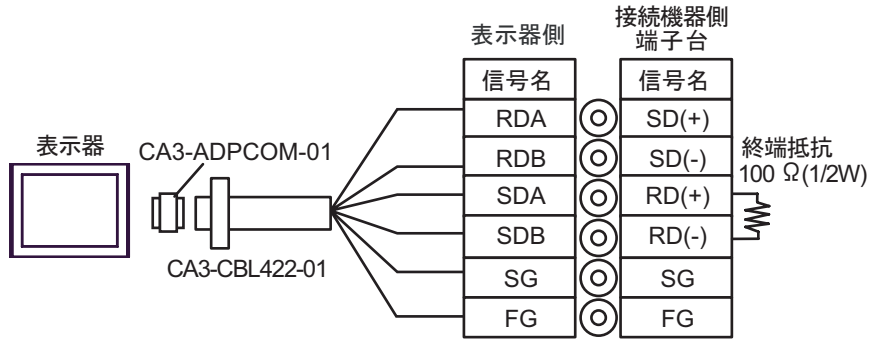 表示器
CA3-ADPCOM-01
CA3-CBL422-01
表示器側
信号名
RDA
RDB
SDA
SDB
SG
FG
接続機器側
端子台
信号名
SD(+)
SD(-)
RD(+)
RD(-)
SG
FG
終端抵抗
100 Ω(1/2W)